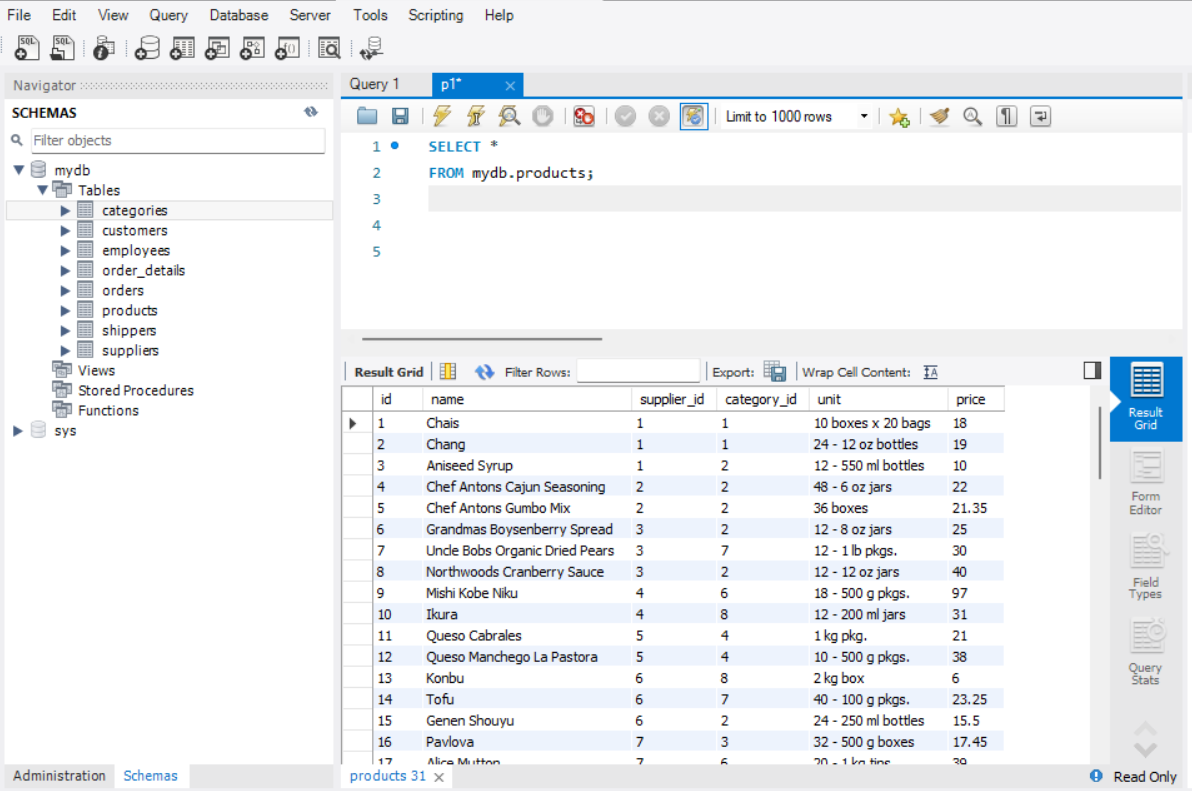 File Edit View Query Database Server Tools Scripting Help
SQL SQL
Navigator
SCHEMAS
Filter objects
mydb
Tables
categories
customers
employees
order_details
orders
products
shippers
suppliers
Views
Stored Procedures
Functions
sys
Administration Schemas
Query 1 p1*
Limit to 1000 rows
1 SELECT *
2 FROM mydb.products;
3
4
5
Result Grid Filter Rows: Export: Wrap Cell Content:
id name supplier_id category_id unit price
1 Chais 1 1 10 boxes x 20 bags 18
2 Chang 1 1 24 - 12 oz bottles 19
3 Aniseed Syrup 1 2 12 - 550 ml bottles 10
4 Chef Antons Cajun Seasoning 2 2 48 - 6 oz jars 22
5 Chef Antons Gumbo Mix 2 2 36 boxes 21.35
6 Grandmas Boysenberry Spread 3 2 12 - 8 oz jars 25
7 Uncle Bobs Organic Dried Pears 3 7 12 - 1 lb pkgs. 30
8 Northwoods Cranberry Sauce 3 2 12 - 12 oz jars 40
9 Mishi Kobe Niku 4 6 18 - 500 g pkgs. 97
10 Ikura 4 8 12 - 200 ml jars 31
11 Queso Cabrales 5 4 1 kg pkg. 21
12 Queso Manchego La Pastora 5 4 10 - 500 g pkgs. 38
13 Konbu 6 8 2 kg box 6
14 Tofu 6 7 40 - 100 g pkgs. 23.25
15 Genen Shouyu 6 2 24 - 250 ml bottles 15.5
16 Pavlova 7 3 32 - 500 g boxes 17.45
17 Alice Mutton 7 6 20 - 1 kg tins 39
Result
Grid
Form
Editor
Field
Types
Query
Stats
products 31
Read Only